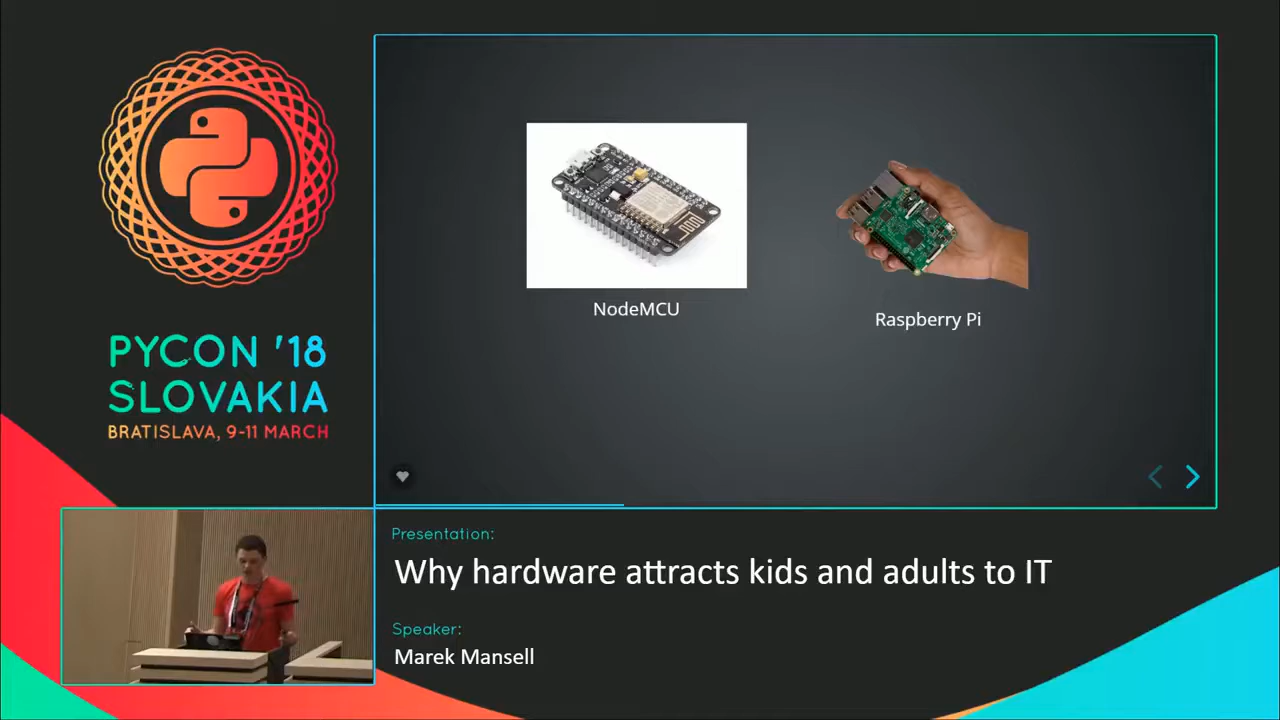 PYCON '18
SLOVAKIA
BRATISLAVA, 9-11 MARCH
NodeMCU
Raspberry Pi
Presentation:
Why hardware attracts kids and adults to IT
Speaker:
Marek Mansell